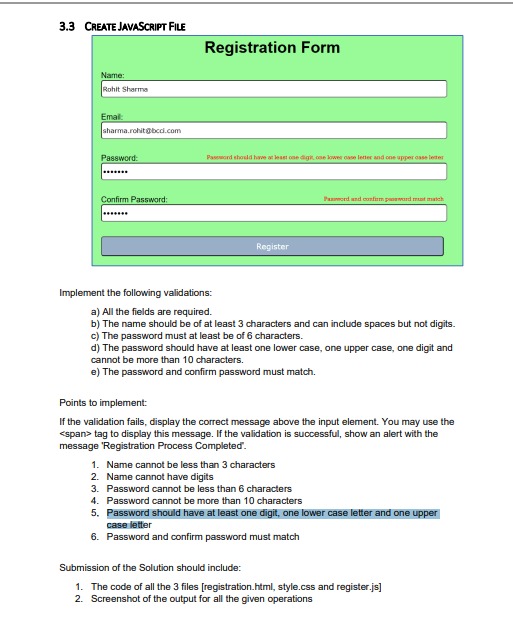 3.3 CREATE JAVASCRIPT FILE
Registration Form
Name:
Rohit Sharma
Email:
sharma.rohit@bcci.com
Password:
Password should have at least one digit, one lower case letter and one upper case letter
•••••••
Confirm Password:
Password and confirm password must match
•••••••
Register
Implement the following validations:
a) All the fields are required.
b) The name should be of at least 3 characters and can include spaces but not digits.
c) The password must at least be of 6 characters.
d) The password should have at least one lower case, one upper case, one digit and
cannot be more than 10 characters.
e) The password and confirm password must match.
Points to implement:
If the validation fails, display the correct message above the input element. You may use the
<span> tag to display this message. If the validation is successful, show an alert with the
message 'Registration Process Completed'.
1. Name cannot be less than 3 characters
2. Name cannot have digits
3. Password cannot be less than 6 characters
4. Password cannot be more than 10 characters
5. Password should have at least one digit, one lower case letter and one upper
case letter
6. Password and confirm password must match
Submission of the Solution should include:
1. The code of all the 3 files [registration.html, style.css and register.js]
2. Screenshot of the output for all the given operations